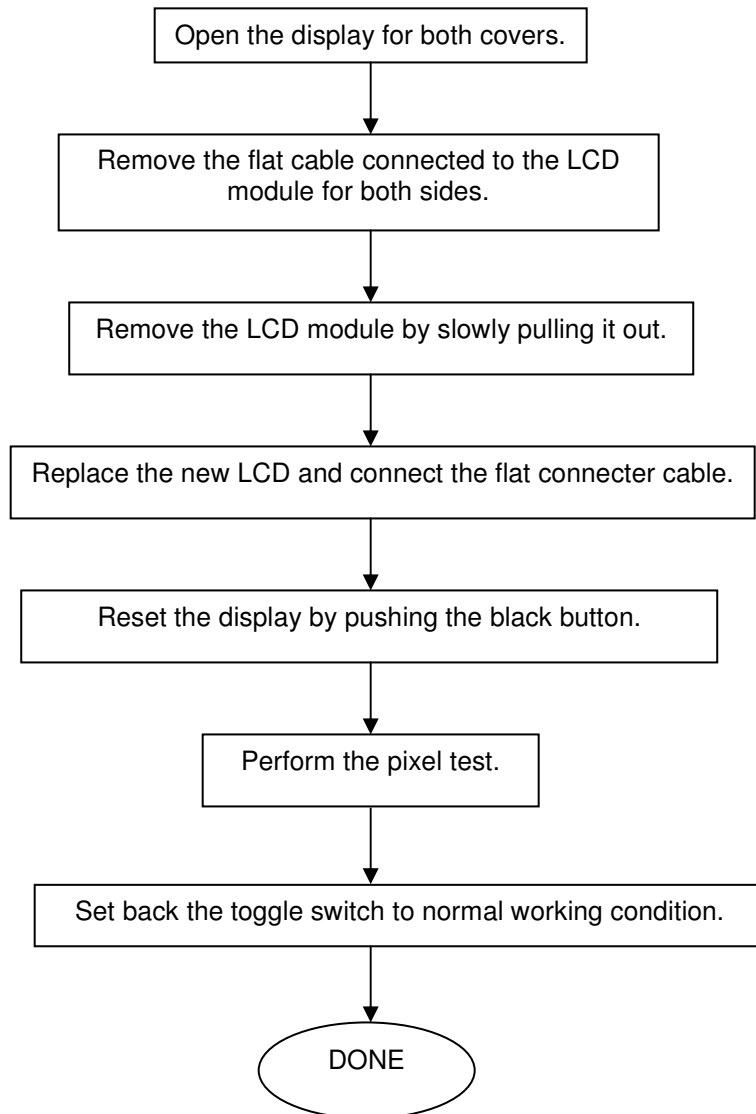 Open the display for both covers.
Remove the flat cable connected to the LCD
module for both sides.
Remove the LCD module by slowly pulling it out.
Replace the new LCD and connect the flat connecter cable.
Reset the display by pushing the black button.
Perform the pixel test.
Set back the toggle switch to normal working condition.
DONE